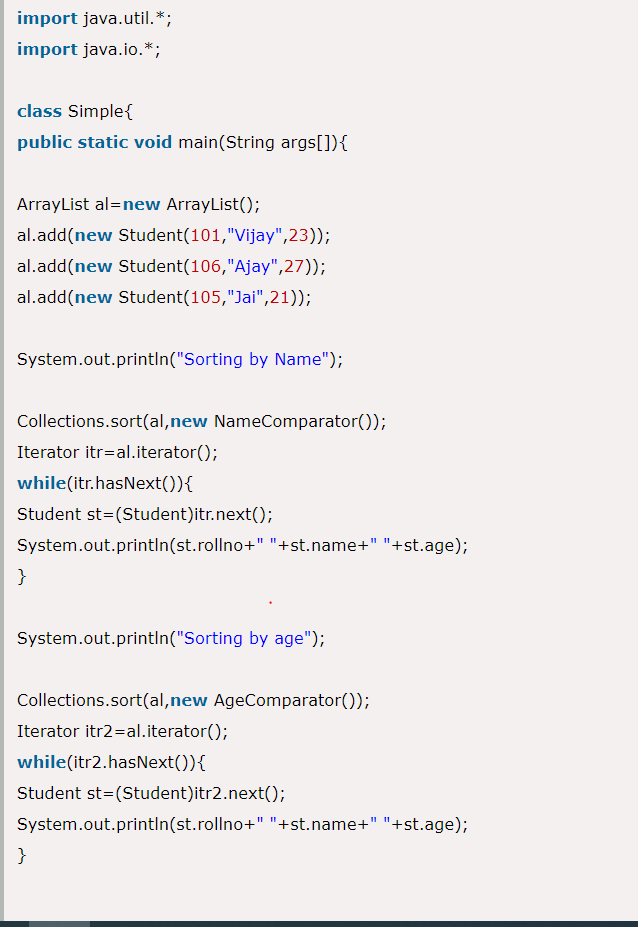 import java.util.*;
import java.io.*;
class Simple{
public static void main(String args[]){
ArrayList al=new ArrayList();
al.add(new Student(101,"Vijay",23));
al.add(new Student(106,"Ajay",27));
al.add(new Student(105,"Jai",21));
System.out.println("Sorting by Name");
Collections.sort(al,new NameComparator());
Iterator itr=al.iterator();
while(itr.hasNext()){
Student st=(Student)itr.next();
System.out.println(st.rollno+" "+st.name+" "+st.age);
}
System.out.println("Sorting by age");
Collections.sort(al,new AgeComparator());
Iterator itr2=al.iterator();
while(itr2.hasNext()){
Student st=(Student)itr2.next();
System.out.println(st.rollno+" "+st.name+" "+st.age);
}